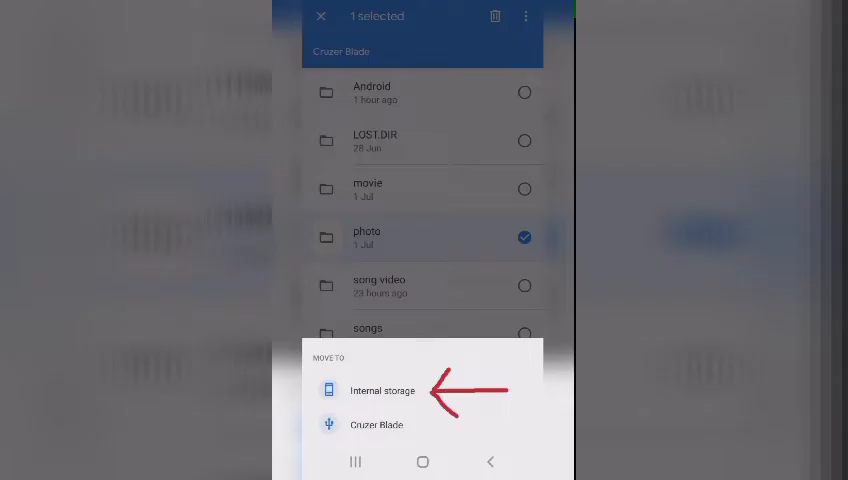 1 selected
Cruzer Blade
Android
1 hour ago
LOST.DIR
28 Jun
movie
1 Jul
photo
1 Jul
song video
23 hours ago
songs
MOVE TO
Internal storage
Cruzer Blade